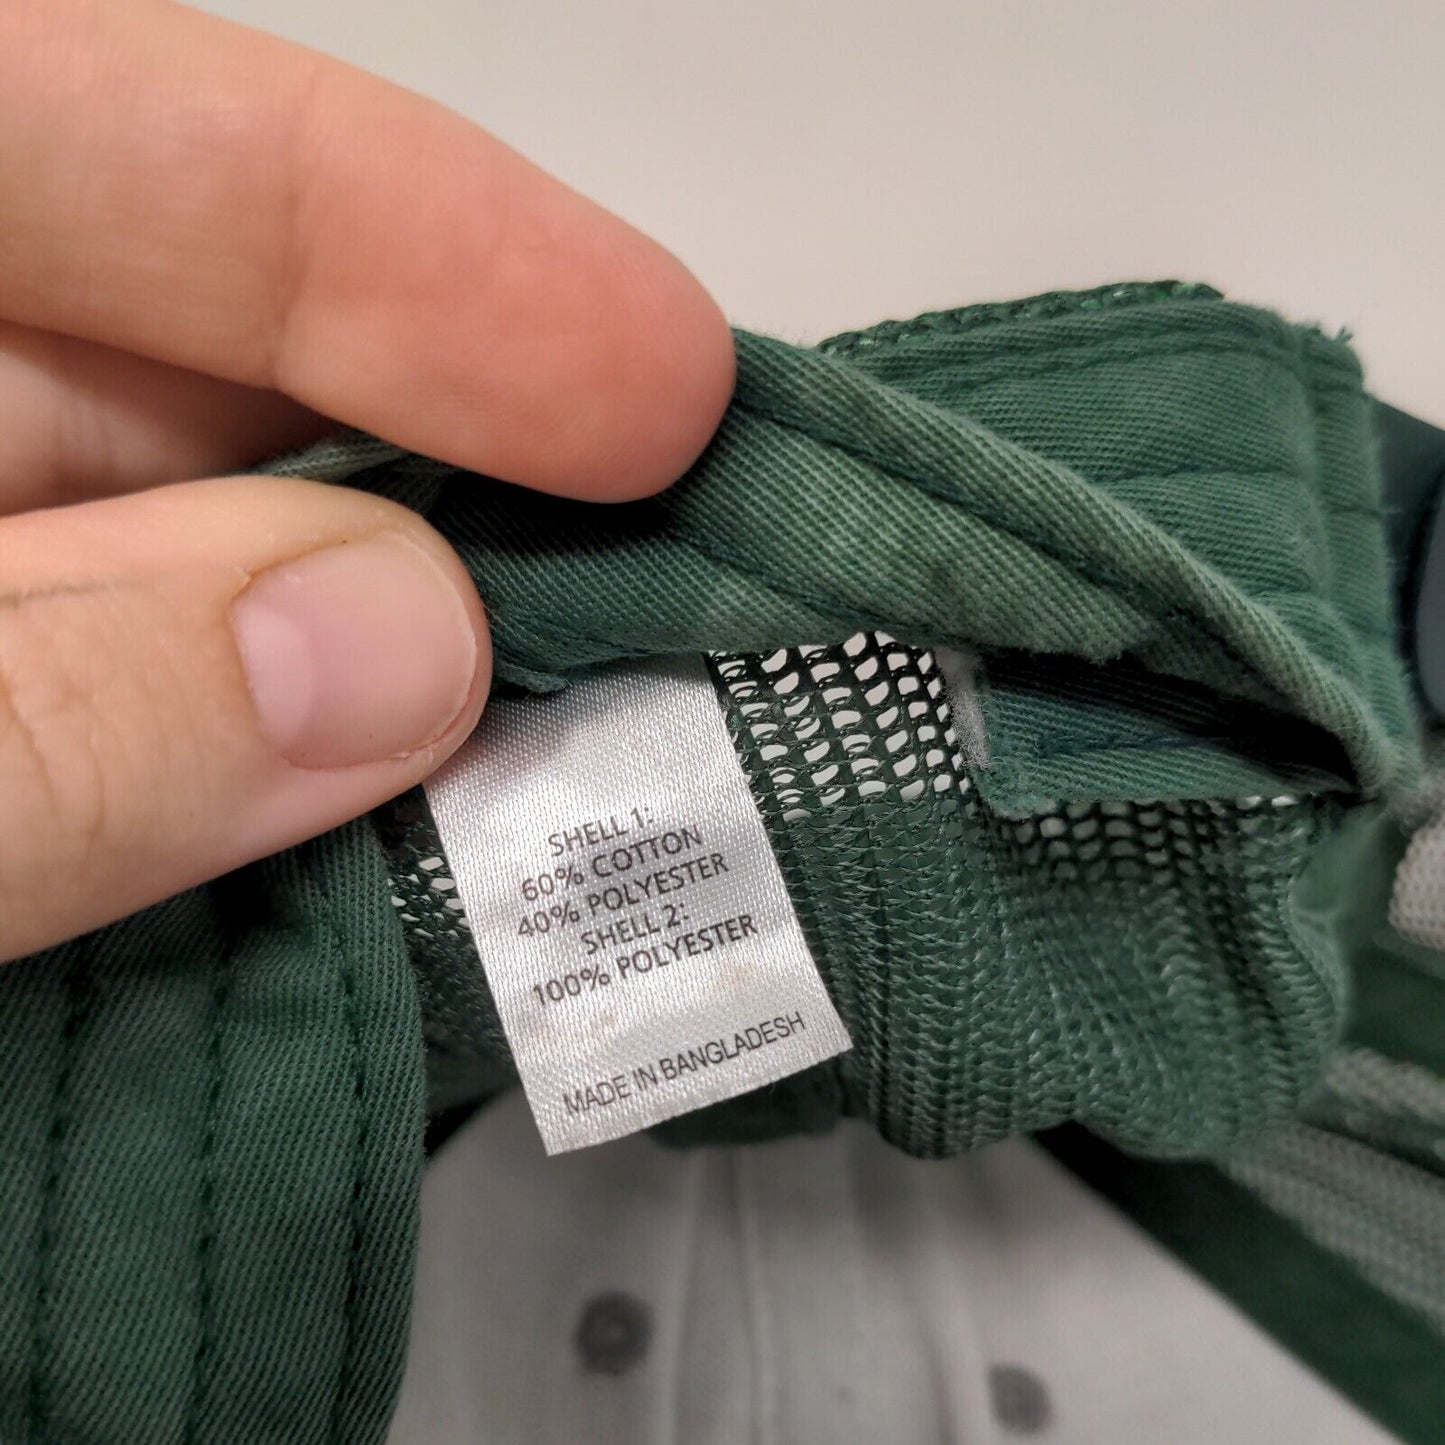 SHELL 1:
60% COTTON
40% POLYESTER
SHELL 2:
100% POLYESTER
MADE IN BANGLADESH